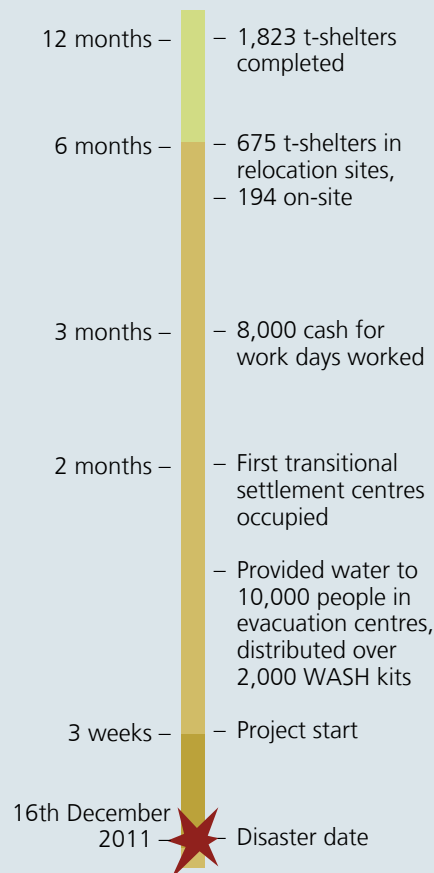 12 months – – 1,823 t-shelters
completed
6 months – – 675 t-shelters in
relocation sites,
– 194 on-site
3 months – – 8,000 cash for
work days worked
2 months – – First transitional
settlement centres
occupied
– Provided water to
10,000 people in
evacuation centres,
distributed over
2,000 WASH kits
3 weeks – – Project start
16th December
2011 – – Disaster date